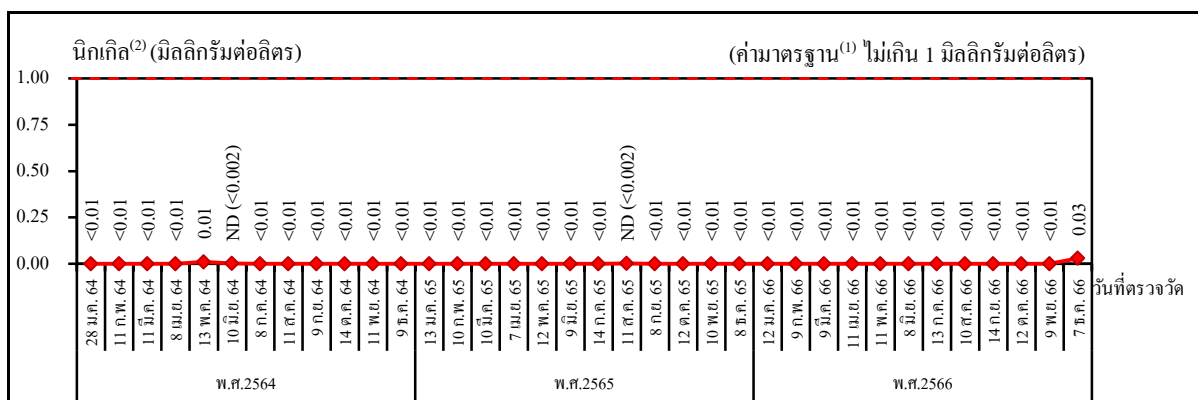 นิกเกิล(2) (มิลลิกรัมต่อลิตร) (ค่ามาตรฐาน(1) ไม่เกิน 1 มิลลิกรัมต่อลิตร)
1.00
0.75
0.50
0.25
0.00
<0.01 <0.01 <0.01 <0.01 0.01 ND (<0.002) <0.01 <0.01 <0.01 <0.01 <0.01 <0.01 <0.01 <0.01 <0.01 <0.01 <0.01 <0.01 <0.01 ND (<0.002) <0.01 <0.01 <0.01 <0.01 <0.01 <0.01 <0.01 <0.01 <0.01 <0.01 <0.01 <0.01 <0.01 <0.01 <0.01 0.03
วันที่ตรวจวัด
28 ม.ค. 64 11 ก.พ. 64 11 มี.ค. 64 8 เม.ย. 64 13 พ.ค. 64 10 มิ.ย. 64 8 ก.ค. 64 11 ส.ค. 64 9 ก.ย. 64 14 ต.ค. 64 11 พ.ย. 64 9 ธ.ค. 64 13 ม.ค. 65 10 ก.พ. 65 10 มี.ค. 65 7 เม.ย. 65 12 พ.ค. 65 9 มิ.ย. 65 14 ก.ค. 65 11 ส.ค. 65 8 ก.ย. 65 12 ต.ค. 65 10 พ.ย. 65 8 ธ.ค. 65 12 ม.ค. 66 9 ก.พ. 66 9 มี.ค. 66 11 เม.ย. 66 11 พ.ค. 66 8 มิ.ย. 66 13 ก.ค. 66 10 ส.ค. 66 14 ก.ย. 66 12 ต.ค. 66 9 พ.ย. 66 7 ธ.ค. 66
พ.ศ.2564 พ.ศ.2565 พ.ศ.2566